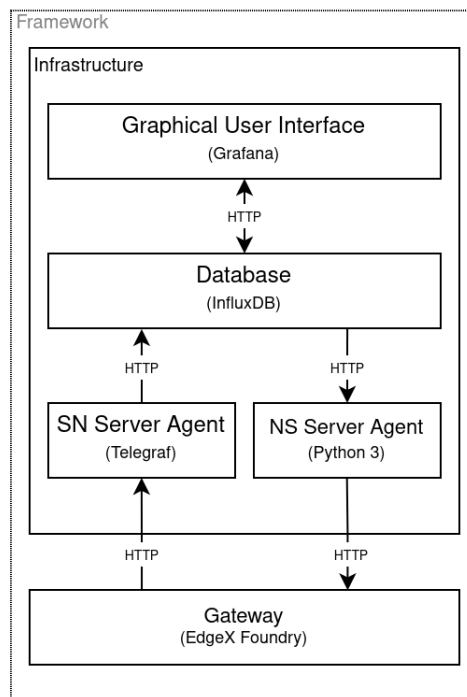 Framework
Infrastructure
Graphical User Interface
(Grafana)
HTTP
Database
(InfluxDB)
HTTP
HTTP
SN Server Agent
(Telegraf)
NS Server Agent
(Python 3)
HTTP
HTTP
Gateway
(EdgeX Foundry)